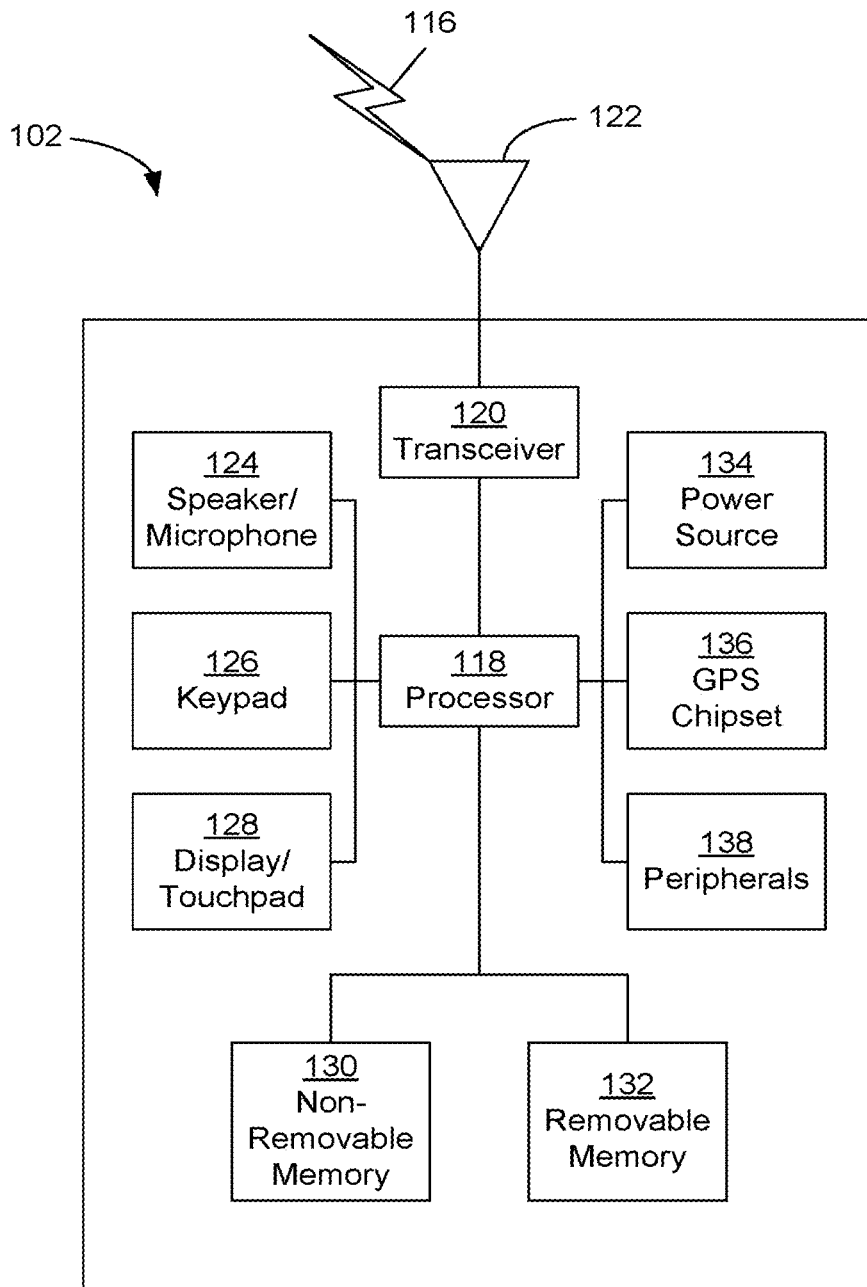 116
102
122
120
Transceiver
124
Speaker/
Microphone
134
Power
Source
126
Keypad
118
Processor
136
GPS
Chipset
128
Display/
Touchpad
138
Peripherals
130
Non-
Removable
Memory
132
Removable
Memory